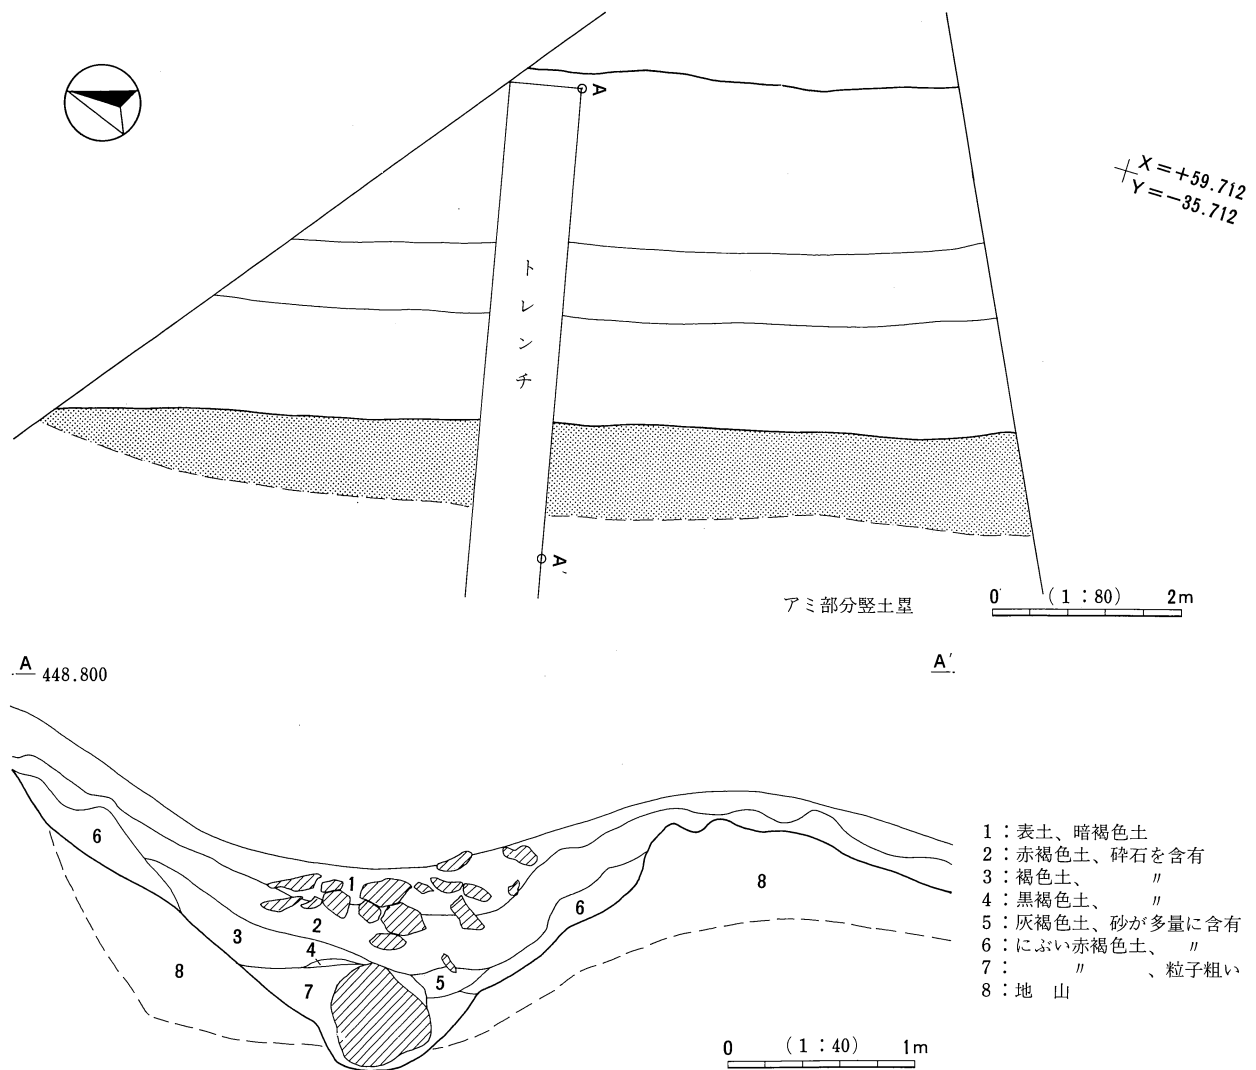 A
X=+59.712
Y=-35.712
トレンチ
A'
アミ部分竪土塁
0 (1:80) 2m
A 448.800
A'
6
1
2
3
4
5
6
7
8
8
1:表土、暗褐色土
2:赤褐色土、砕石を含有
3:褐色土、 〃
4:黒褐色土、 〃
5:灰褐色土、砂が多量に含有
6:にぶい赤褐色土、 〃
7: 〃 、粒子粗い
8:地 山
0 (1:40) 1m